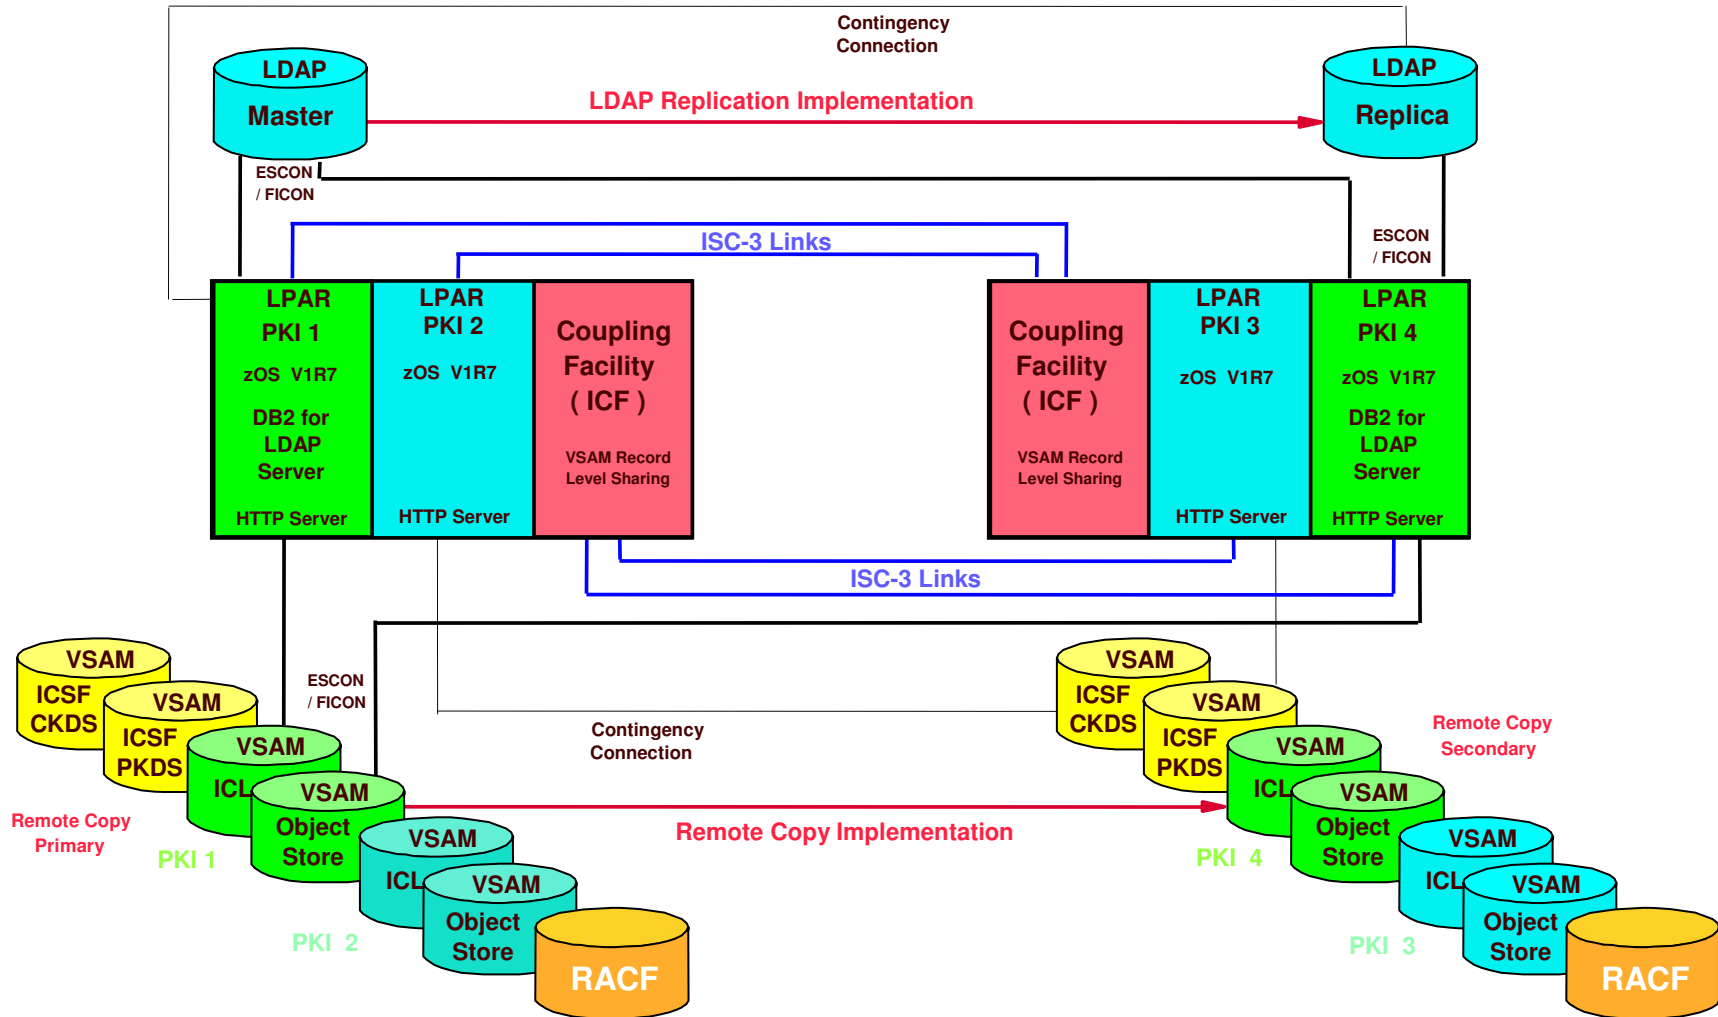 Contingency
Connection
LDAP
Master
LDAP Replication Implementation
LDAP
Replica
ESCON
/ FICON
ISC-3 Links
ESCON
/ FICON
LPAR
PKI 1
zOS V1R7
DB2 for
LDAP
Server
HTTP Server
LPAR
PKI 2
zOS V1R7
HTTP Server
Coupling
Facility
( ICF )
VSAM Record
Level Sharing
Coupling
Facility
( ICF )
VSAM Record
Level Sharing
LPAR
PKI 3
zOS V1R7
HTTP Server
LPAR
PKI 4
zOS V1R7
DB2 for
LDAP
Server
HTTP Server
ISC-3 Links
VSAM
ICSF
CKDS
VSAM
ICSF
PKDS
VSAM
ICL
VSAM
Object
Store
VSAM
ICL
VSAM
Object
Store
RACF
ESCON
/ FICON
Remote Copy
Primary
PKI 1
PKI 2
Contingency
Connection
Remote Copy Implementation
VSAM
ICSF
CKDS
VSAM
ICSF
PKDS
VSAM
ICL
VSAM
Object
Store
VSAM
ICL
VSAM
Object
Store
RACF
Remote Copy
Secondary
PKI 4
PKI 3